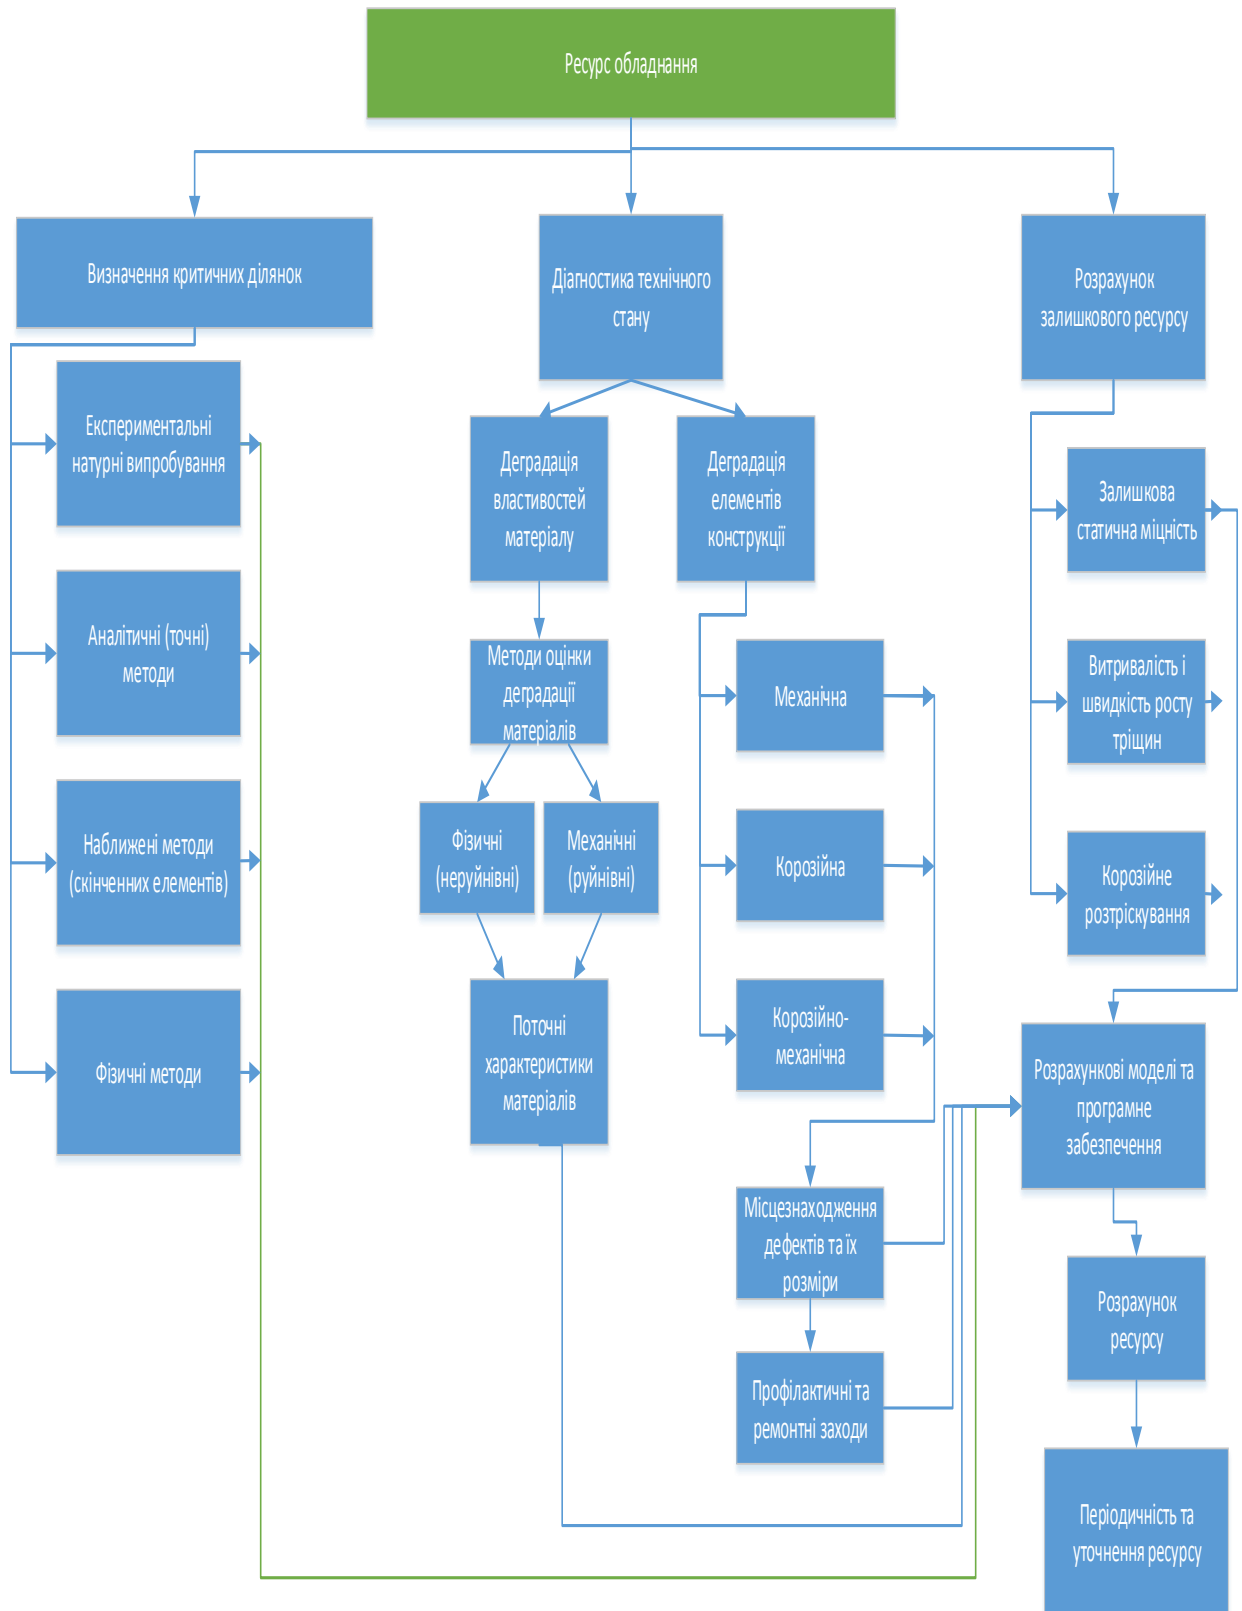 Ресурс обладнання
Визначення критичних ділянок
Діагностика технічного
стану
Розрахунок
залишкового ресурсу
Експериментальні
натурні випробування
Аналітичні (точні)
методи
Наближені методи
(скінченних елементів)
Фізичні методи
Деградація
властивостей
матеріалу
Деградація
елементів
конструкції
Методи оцінки
деградації
матеріалів
Фізичні
(неруйнівні)
Механічні
(руйнівні)
Поточні
характеристики
матеріалів
Механічна
Корозійна
Корозійно-
механічна
Місцезнаходження
дефектів та їх
розміри
Профілактичні та
ремонтні заходи
Залишкова
статична міцність
Витривалість і
швидкість росту
тріщин
Корозійне
розтріскування
Розрахункові моделі та
програмне
забезпечення
Розрахунок
ресурсу
Періодичність та
уточнення ресурсу